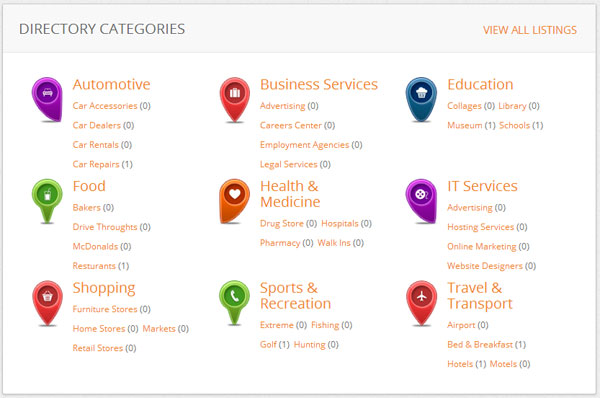 DIRECTORY CATEGORIES
VIEW ALL LISTINGS
Automotive
Car Accessories (0)
Car Dealers (0)
Car Rentals (0)
Car Repairs (1)
Business Services
Advertising (0)
Careers Center (0)
Employment Agencies (0)
Legal Services (0)
Education
Collages (0) Library (0)
Museum (1) Schools (1)
Food
Bakers (0)
Drive Throughts (0)
McDonalds (0)
Resturants (1)
Health &
Medicine
Drug Store (0) Hospitals (0)
Pharmacy (0) Walk Ins (0)
IT Services
Advertising (0)
Hosting Services (0)
Online Marketing (0)
Website Designers (0)
Shopping
Furniture Stores (0)
Home Stores (0) Markets (0)
Retail Stores (0)
Sports &
Recreation
Extreme (0) Fishing (0)
Golf (1) Hunting (0)
Travel &
Transport
Airport (0)
Bed & Breakfast (1)
Hotels (1) Motels (0)